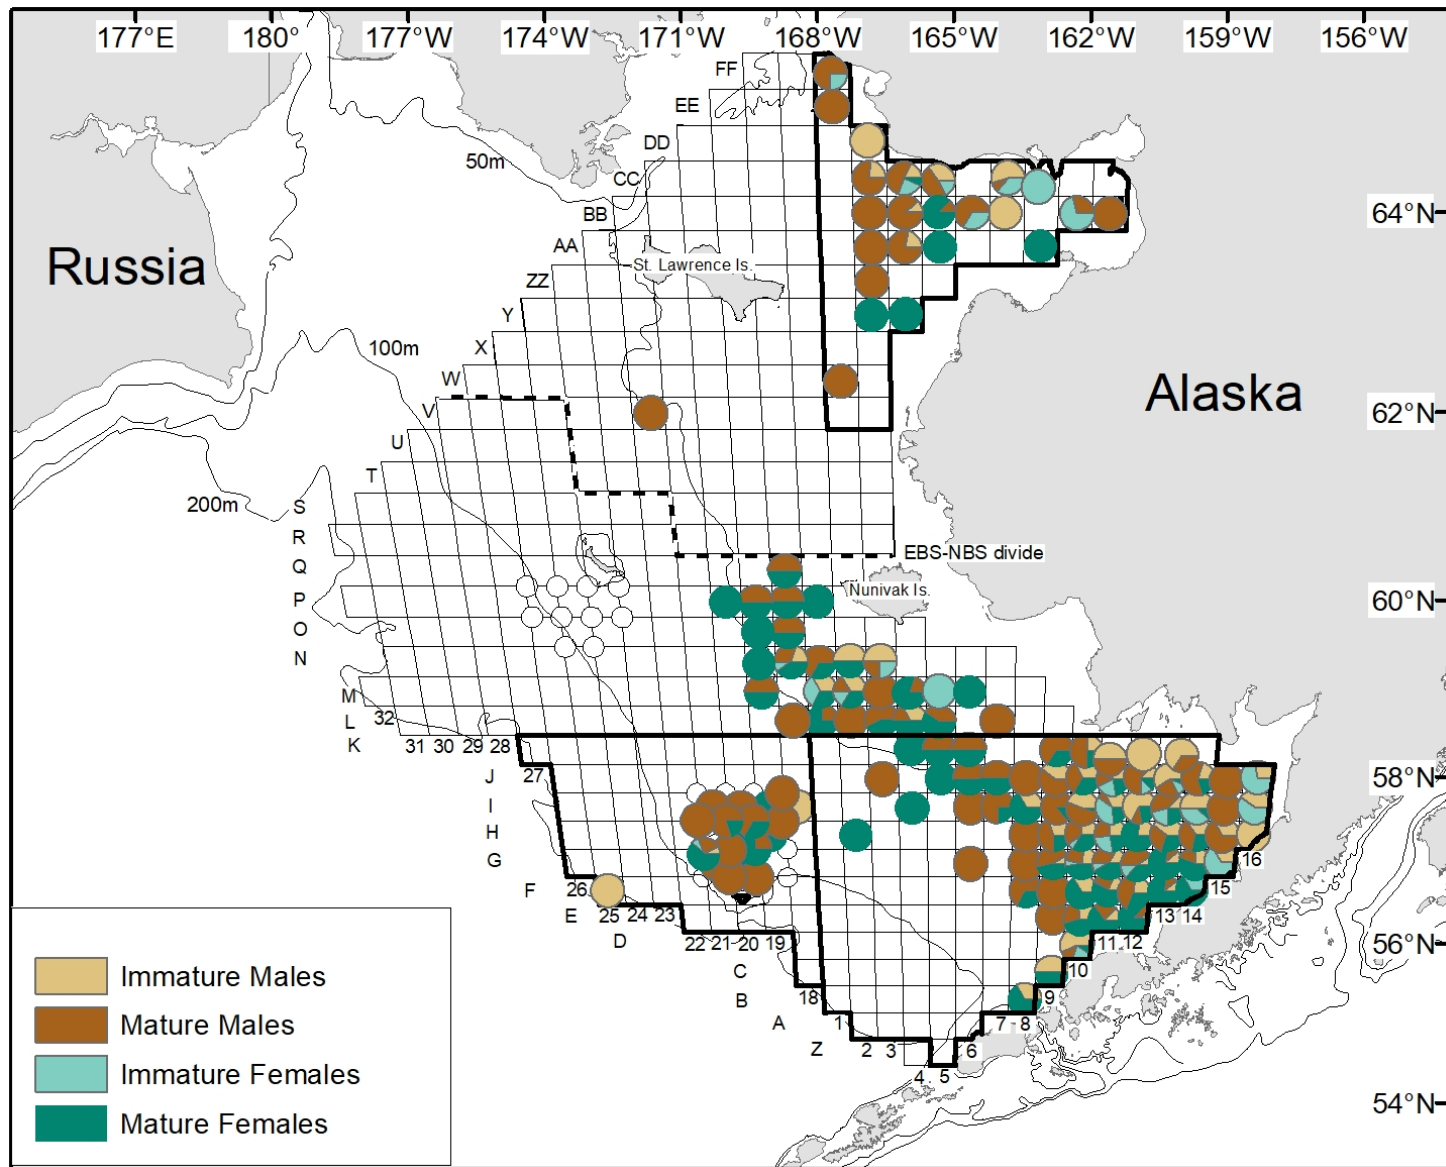 177°E 180° 177°W 174°W 171°W 168°W 165°W 162°W 159°W 156°W
FF
EE
DD
50m
CC
64°N
BB
AA
Russia
St. Lawrence Is.
ZZ
Y
100m
X
W
Alaska
V
62°N
U
T
200m
S
R
EBS-NBS divide
Q
Nunivak Is.
P
60°N
O
N
M
L
32
K
31 30 29 28
J
27
58°N
I
H
G
16
F
26
15
E
25 24 23
13 14
D
22 21 20 19
11 12
56°N
C
10
B
18
9
A
1
7 8
Z
2 3
6
4 5
54°N
Immature Males
Mature Males
Immature Females
Mature Females